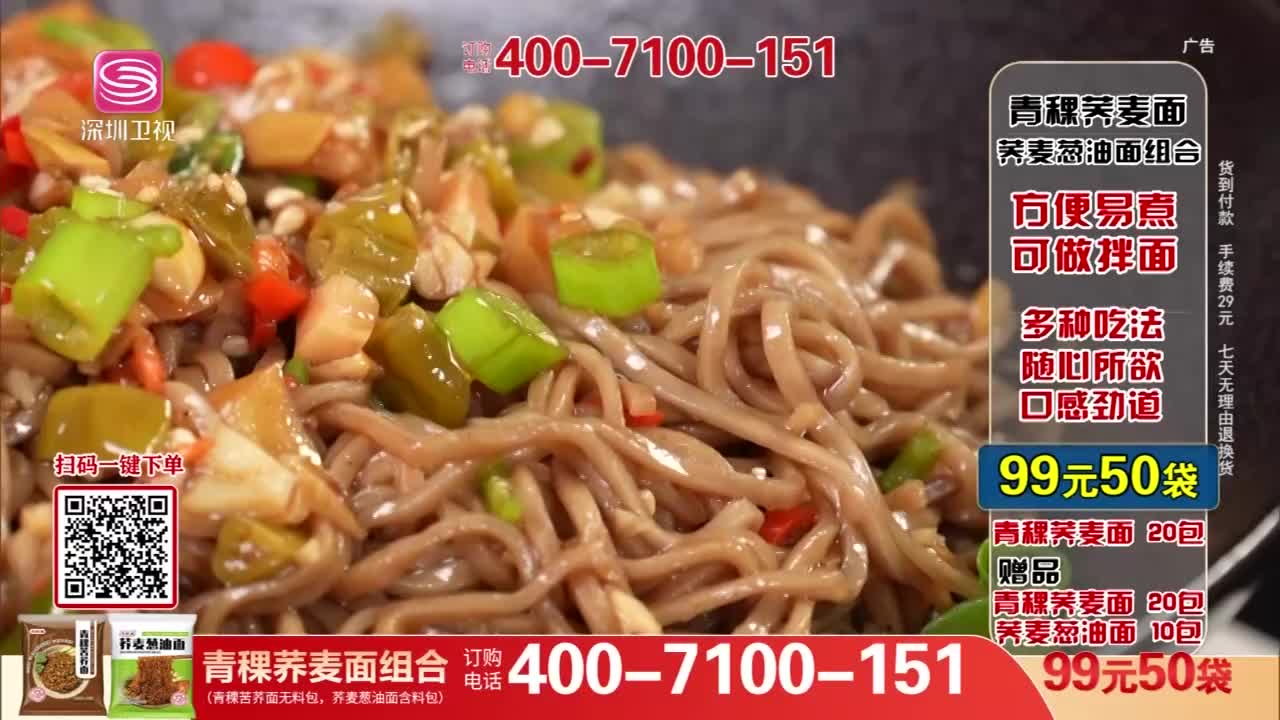 订购电话 400-7100-151
广告
深圳卫视
青稞荞麦面
荞麦葱油面组合
方便易煮
可做拌面
多种吃法
随心所欲
口感劲道
99元50袋
青稞荞麦面 20包
赠品
青稞荞麦面 20包
荞麦葱油面 10包
货到付款 手续费29元 七天无理由退换货
扫码一键下单
青稞苦荞面
荞麦葱油面
青稞荞麦面组合
(青稞苦荞面无料包，荞麦葱油面含料包)
订购电话 400-7100-151
99元50袋